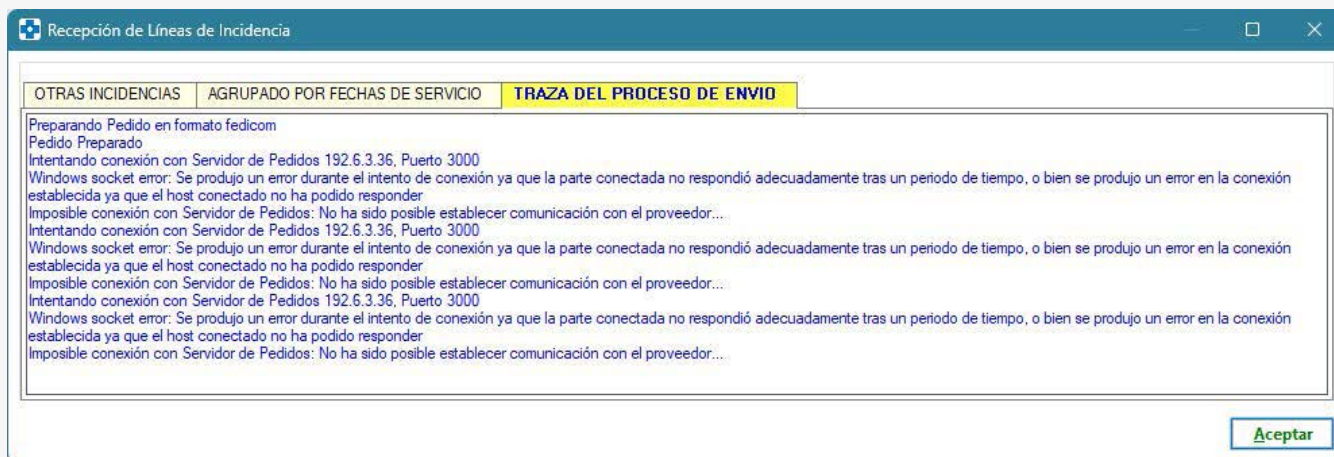 Recepción de Líneas de Incidencia
OTRAS INCIDENCIAS AGRUPADO POR FECHAS DE SERVICIO TRAZA DEL PROCESO DE ENVIO
Preparando Pedido en formato fedicom
Pedido Preparado
Intentando conexión con Servidor de Pedidos 192.6.3.36, Puerto 3000
Windows socket error: Se produjo un error durante el intento de conexión ya que la parte conectada no respondió adecuadamente tras un periodo de tiempo, o bien se produjo un error en la conexión
establecida ya que el host conectado no ha podido responder
Imposible conexión con Servidor de Pedidos: No ha sido posible establecer comunicación con el proveedor...
Intentando conexión con Servidor de Pedidos 192.6.3.36, Puerto 3000
Windows socket error: Se produjo un error durante el intento de conexión ya que la parte conectada no respondió adecuadamente tras un periodo de tiempo, o bien se produjo un error en la conexión
establecida ya que el host conectado no ha podido responder
Imposible conexión con Servidor de Pedidos: No ha sido posible establecer comunicación con el proveedor...
Intentando conexión con Servidor de Pedidos 192.6.3.36, Puerto 3000
Windows socket error: Se produjo un error durante el intento de conexión ya que la parte conectada no respondió adecuadamente tras un periodo de tiempo, o bien se produjo un error en la conexión
establecida ya que el host conectado no ha podido responder
Imposible conexión con Servidor de Pedidos: No ha sido posible establecer comunicación con el proveedor...
Aceptar